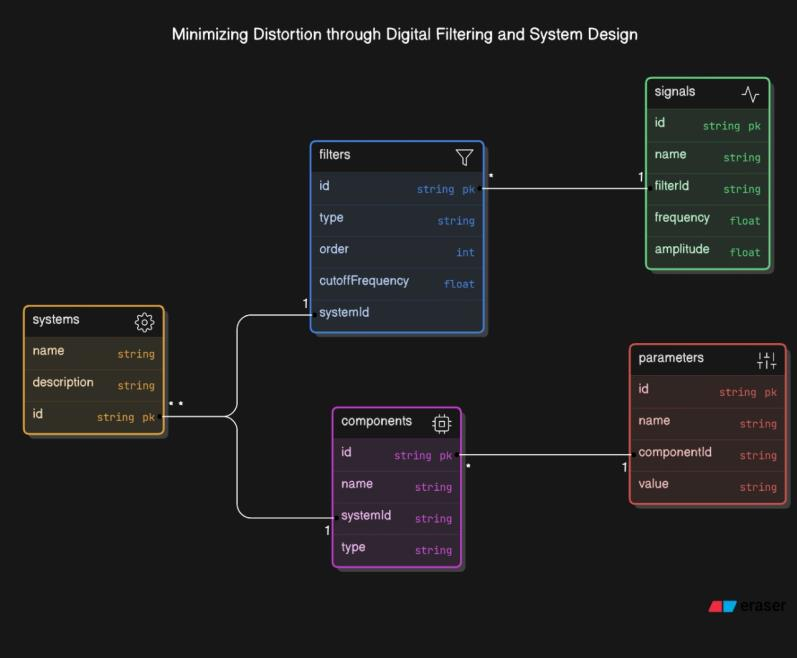 Minimizing Distortion through Digital Filtering and System Design
signals
id string pk
name string
filterId string
frequency float
amplitude float
filters
id string pk
type string
order int
cutoffFrequency float
systemId
* 1
1
systems
name string
description string
id string pk
* *
1
components
id string pk
name string
systemId string
type string
* 1
parameters
id string pk
name string
componentId string
value string
eraser